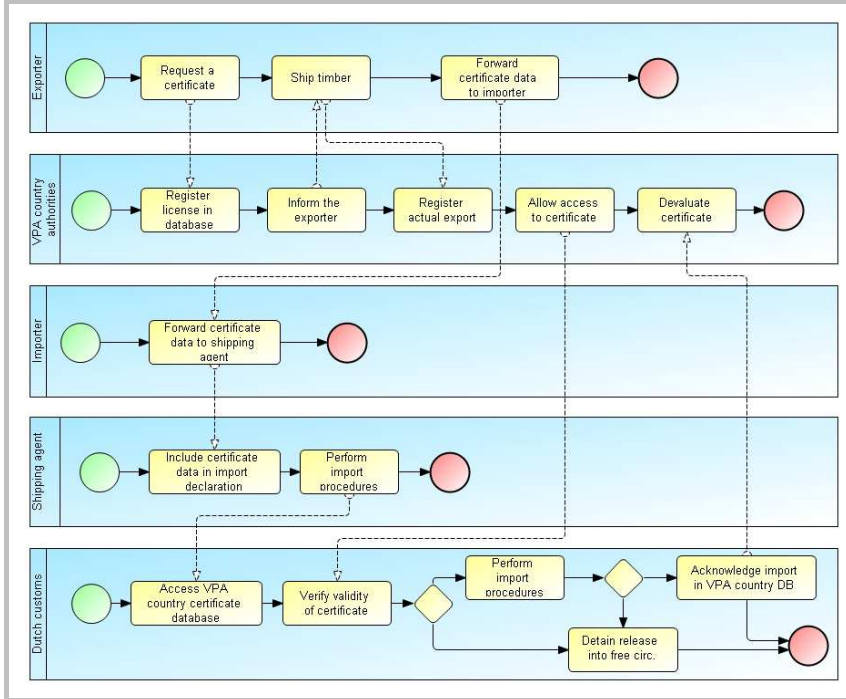 Exporter
Request a
certificate
Ship timber
Forward
certificate data
to importer
VPA country
authorities
Register
license in
database
Inform the
exporter
Register
actual export
Allow access
to certificate
Devaluate
certificate
Importer
Forward certificate
data to shipping
agent
Shipping agent
Include certificate
data in import
declaration
Perform
import
procedures
Dutch customs
Access VPA
country certificate
database
Verify validity
of certificate
Perform
import
procedures
Acknowledge import
in VPA country DB
Detain release
into free circ.